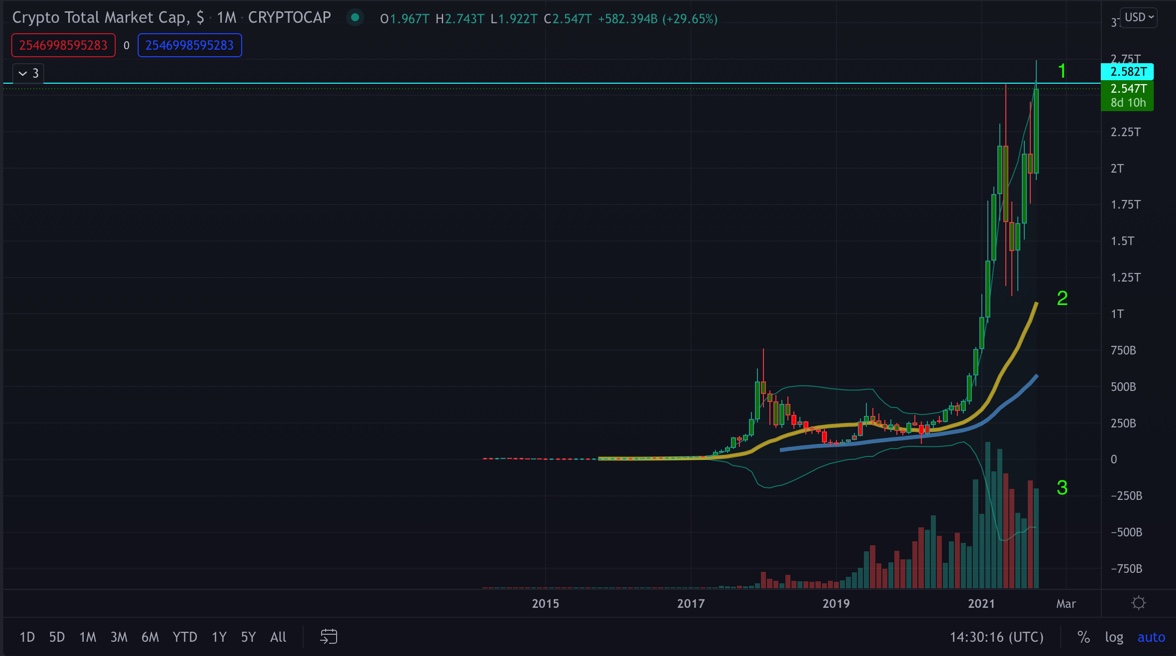 Crypto Total Market Cap, $ · 1M · CRYPTOCAP O1.967T H2.743T L1.922T C2.547T +582.394B (+29.65%)
2546998595283 0 2546998595283
3
USD
2.75T
1
2.582T
2.547T
8d 10h
2.25T
2T
1.75T
1.5T
1.25T
2
1T
750B
500B
250B
0
3
−250B
−500B
−750B
2015 2017 2019 2021 Mar
1D 5D 1M 3M 6M YTD 1Y 5Y All 14:30:16 (UTC) % log auto